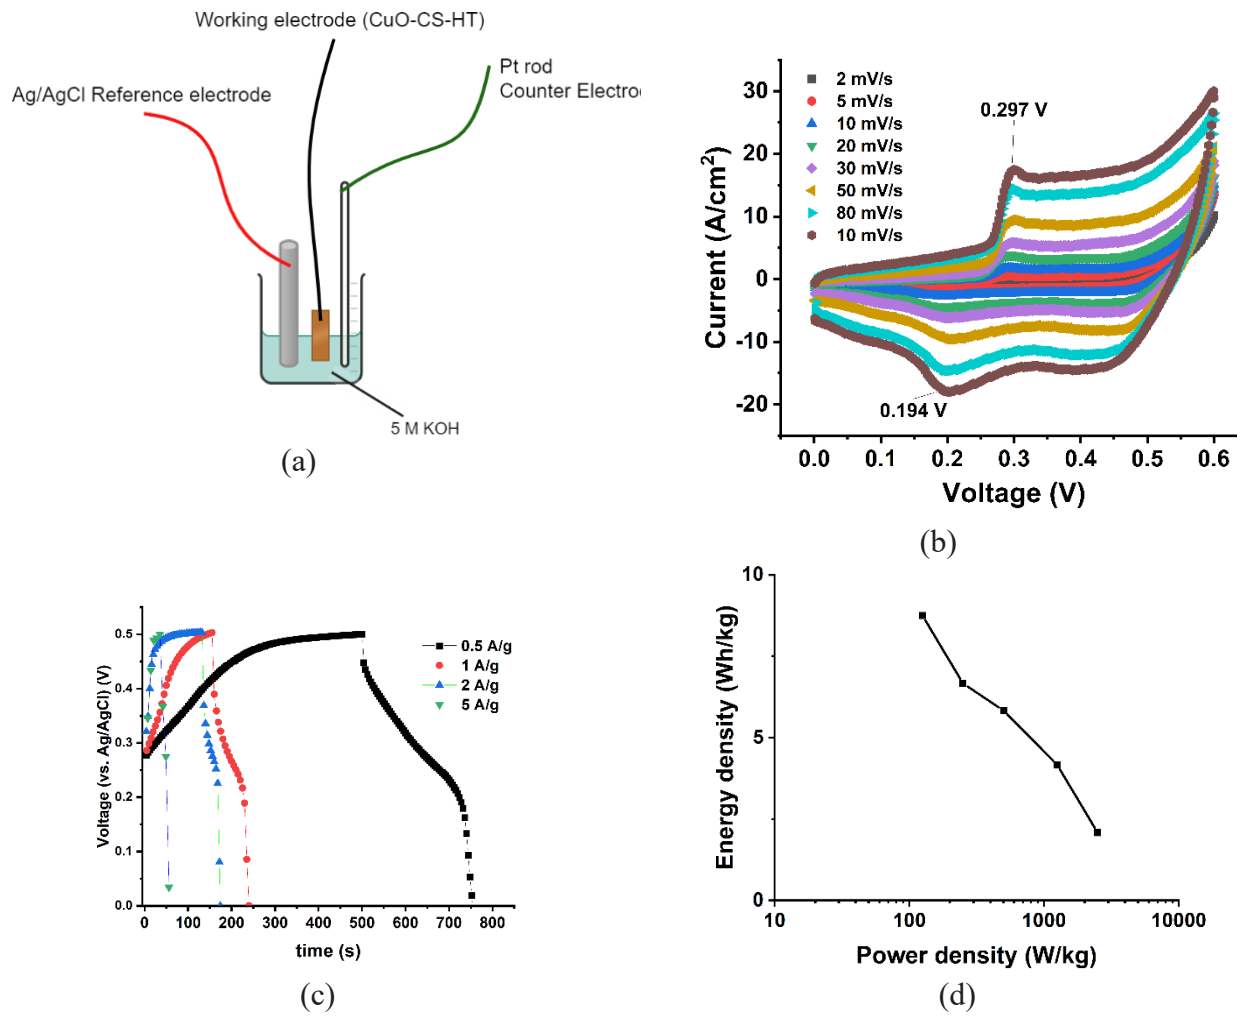 Working electrode (CuO-CS-HT)
Ag/AgCl Reference electrode
Pt rod
Counter Electro
5 M KOH
(a)
2 mV/s
5 mV/s
10 mV/s
20 mV/s
30 mV/s
50 mV/s
80 mV/s
10 mV/s
0.297 V
0.194 V
30
20
10
0
-10
-20
Current (A/cm²)
0.0 0.1 0.2 0.3 0.4 0.5 0.6
Voltage (V)
(b)
0.5 A/g
1 A/g
2 A/g
5 A/g
0.5
0.4
0.3
0.2
0.1
0.0
Voltage (vs. Ag/AgCl) (V)
0 100 200 300 400 500 600 700 800
time (s)
(c)
10
5
0
Energy density (Wh/kg)
10 100 1000 10000
Power density (W/kg)
(d)